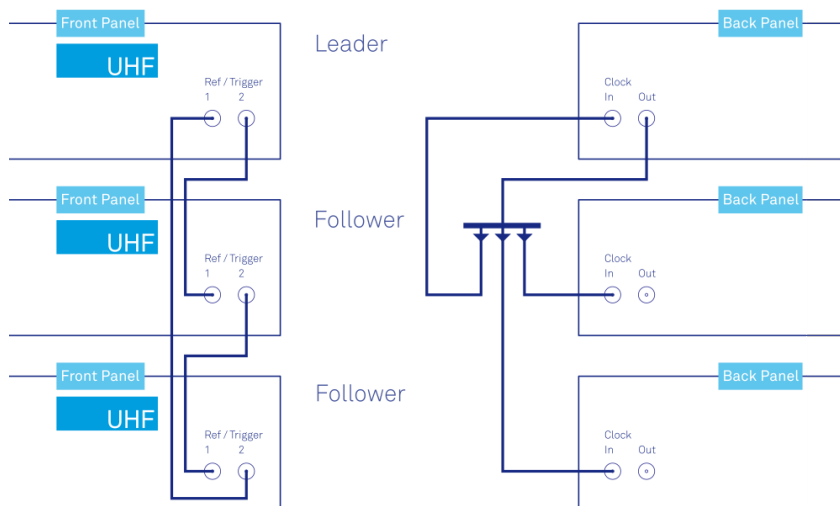 Front Panel
UHF
Ref / Trigger
1 2
Leader
Back Panel
Clock
In Out
Front Panel
UHF
Ref / Trigger
1 2
Follower
Back Panel
Clock
In Out
Front Panel
UHF
Ref / Trigger
1 2
Follower
Back Panel
Clock
In Out